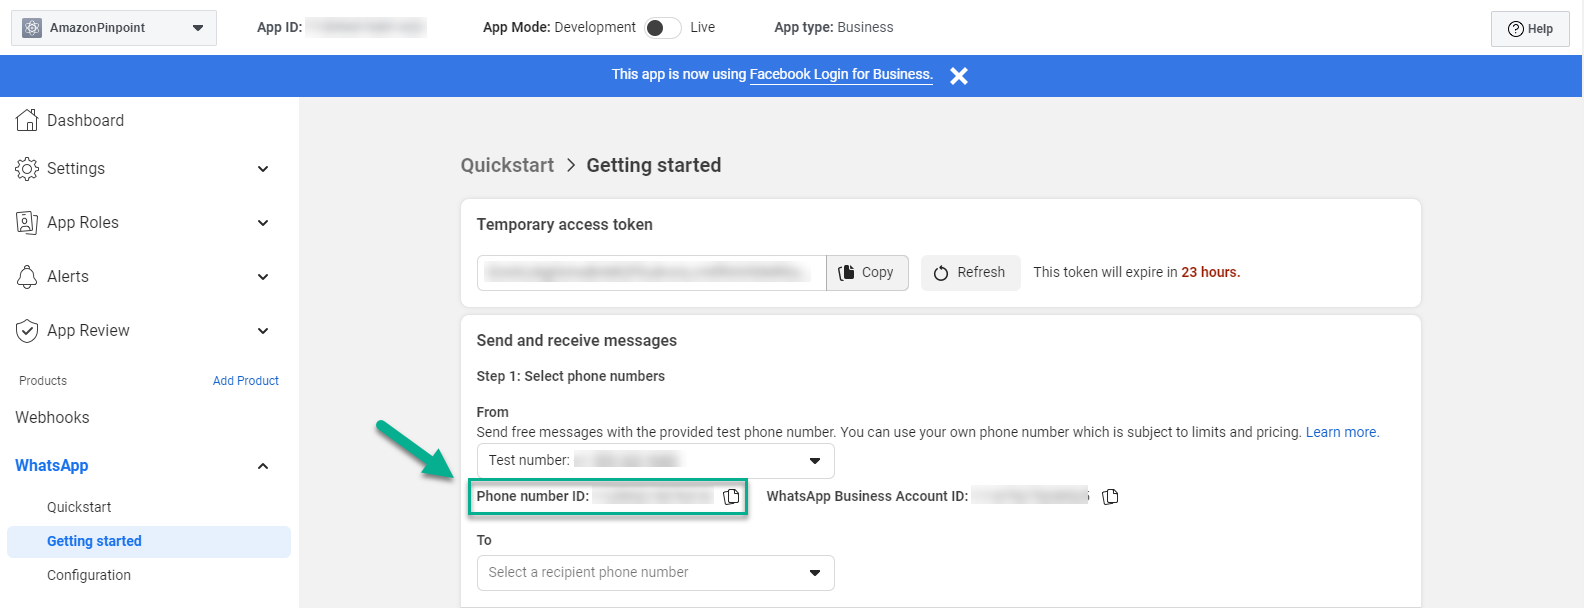 AmazonPinpoint
App ID:
App Mode: Development
Live
App type: Business
Help
This app is now using Facebook Login for Business.
Dashboard
Settings
App Roles
Alerts
App Review
Products
Add Product
Webhooks
WhatsApp
Quickstart
Getting started
Configuration
Quickstart > Getting started
Temporary access token
Copy
Refresh
This token will expire in 23 hours.
Send and receive messages
Step 1: Select phone numbers
From
Send free messages with the provided test phone number. You can use your own phone number which is subject to limits and pricing. Learn more.
Test number:
Phone number ID:
WhatsApp Business Account ID:
To
Select a recipient phone number